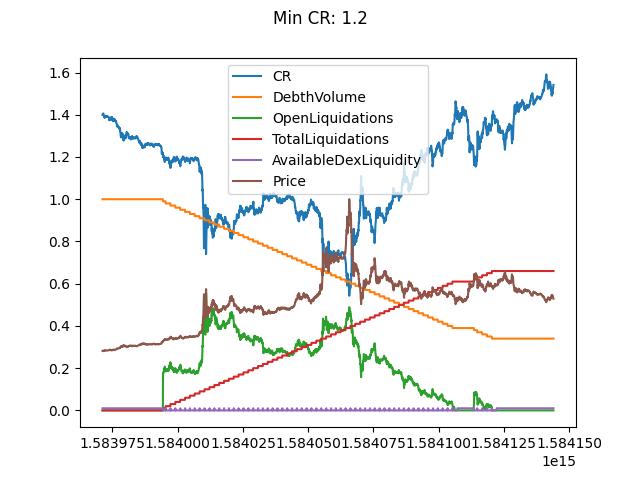 Min CR: 1.2
1.6
1.4
1.2
1.0
0.8
0.6
0.4
0.2
0.0
CR
DebthVolume
OpenLiquidations
TotalLiquidations
AvailableDexLiquidity
Price
1.583975 1.584000 1.584025 1.584050 1.584075 1.584100 1.584125 1.584150
1e15